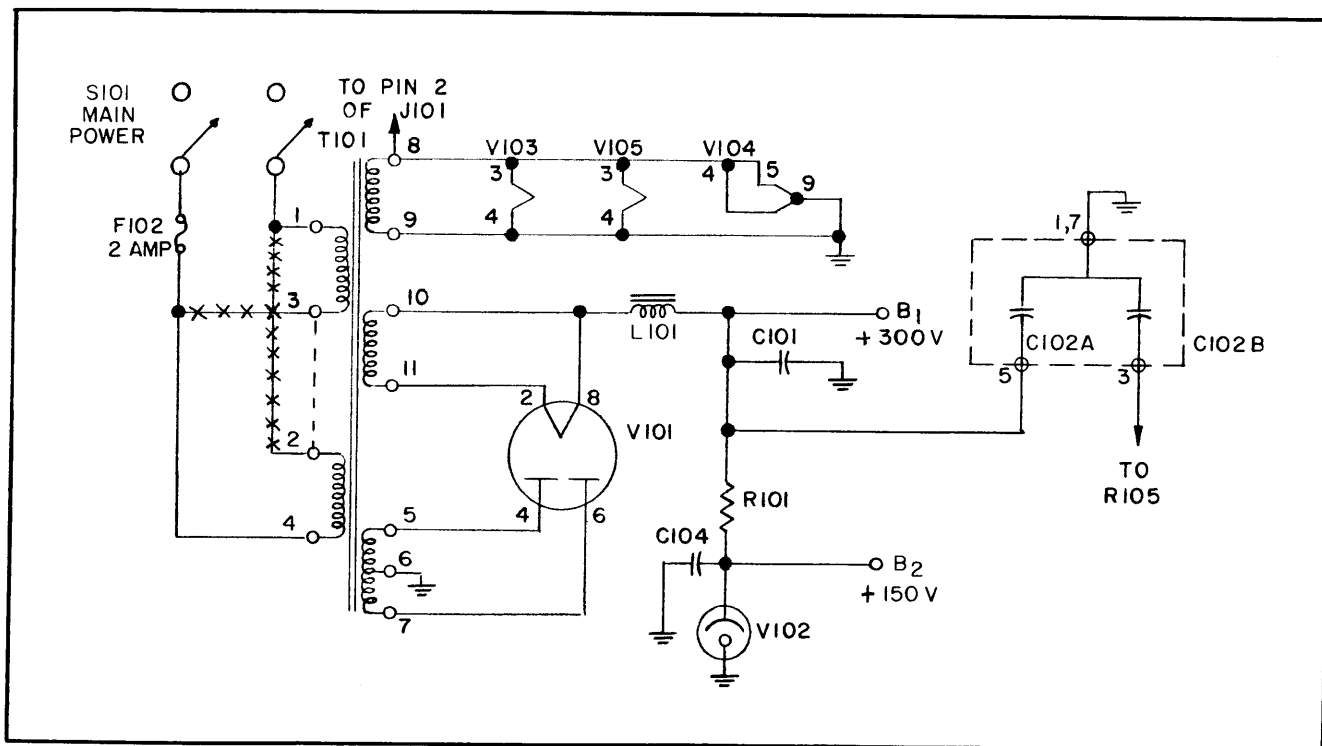 S101
MAIN
POWER
TO PIN 2
OF J101
T101
8
V103
V105
V104
3
3
4
5
9
4
4
9
F102
2 AMP
1
3
10
L101
B1
+300V
C101
1,7
C102A
C102B
5
3
11
2
8
V101
2
TO
R105
R101
4
6
5
4
6
C104
B2
+150V
7
V102